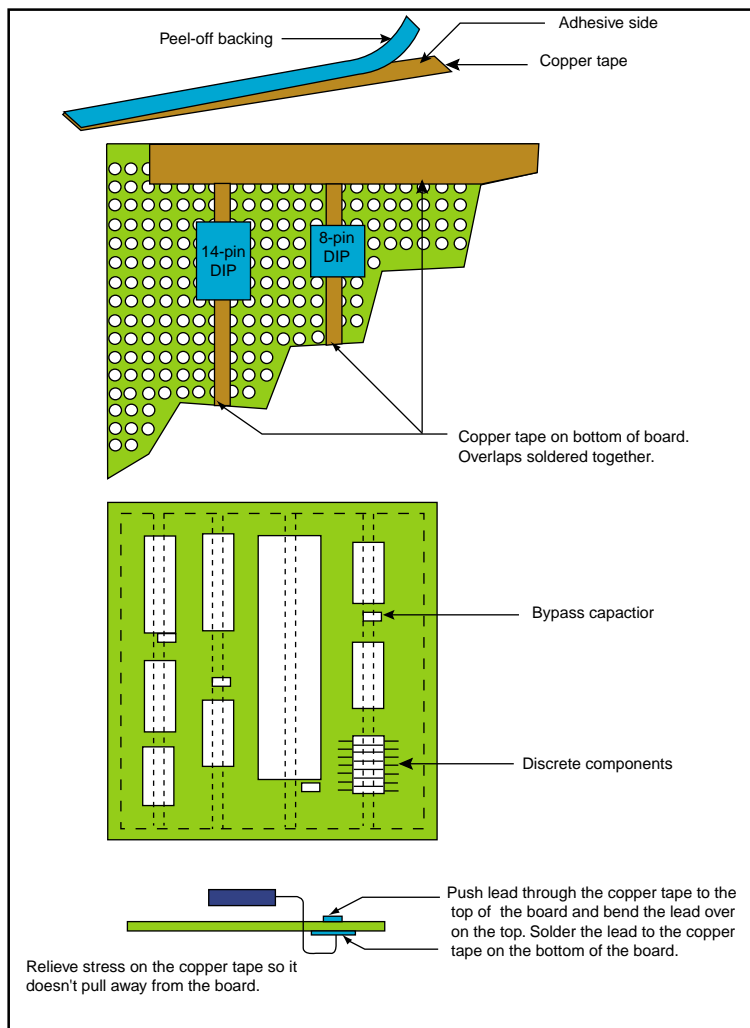 Adhesive side
Peel-off backing
Copper tape
14-pin
DIP
8-pin
DIP
Copper tape on bottom of board.
Overlaps soldered together.
Bypass capactior
Discrete components
Push lead through the copper tape to the
top of the board and bend the lead over
on the top. Solder the lead to the copper
tape on the bottom of the board.
Relieve stress on the copper tape so it
doesn't pull away from the board.